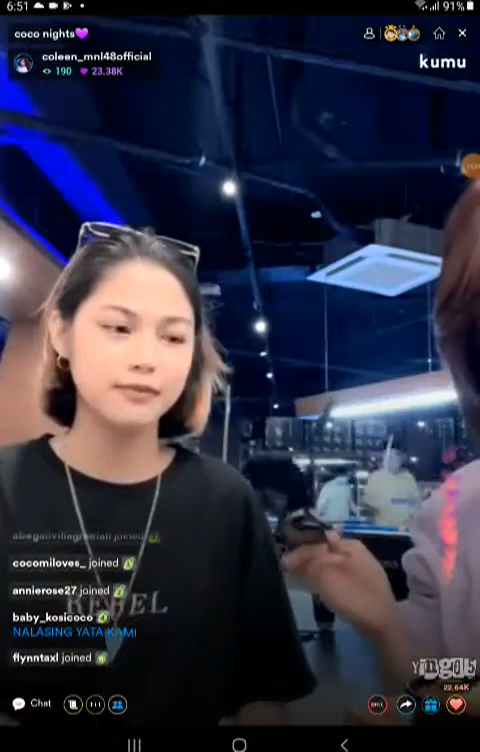 6:51
91%
coco nights💜
coleen_mnl48official
190 23.38K
kumu
cocomiloves_ joined
annierose27 joined
baby_kosicoco
NALASING YATA KAMI
flynntaxl joined
REBEL
22.64K
Chat